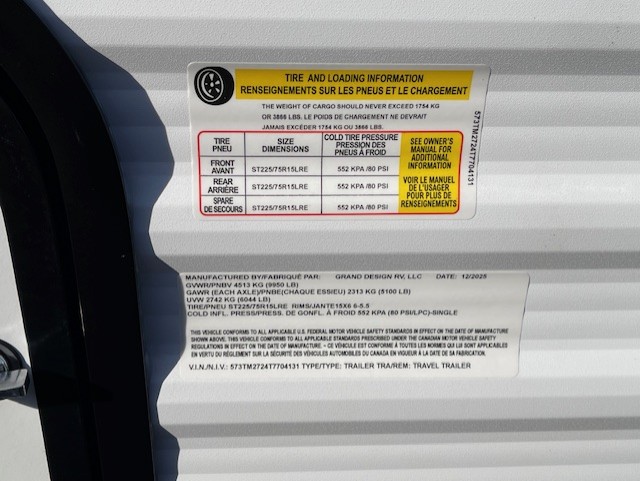 TIRE AND LOADING INFORMATION
RENSEIGNEMENTS SUR LES PNEUS ET LE CHARGEMENT
THE WEIGHT OF CARGO SHOULD NEVER EXCEED 1754 KG
OR 3866 LBS. LE POIDS DE CHARGEMENT NE DEVRAIT
JAMAIS EXCÉDER 1754 KG OU 3866 LBS.
TIRE PNEU
SIZE DIMENSIONS
COLD TIRE PRESSURE PRESSION DES PNEUS À FROID
FRONT AVANT ST225/75R15LRE 552 KPA /80 PSI
REAR ARRIÈRE ST225/75R15LRE 552 KPA /80 PSI
SPARE DE SECOURS ST225/75R15LRE 552 KPA /80 PSI
SEE OWNER'S
MANUAL FOR
ADDITIONAL
INFORMATION
VOIR LE MANUEL
DE L'USAGER
POUR PLUS DE
RENSEIGNEMENTS
573TM2724T7704131
MANUFACTURED BY/FABRIQUÉ PAR: GRAND DESIGN RV, LLC DATE: 12/2025
GVWR/PNBV 4513 KG (9950 LB)
GAWR (EACH AXLE)/PNBE(CHAQUE ESSIEU) 2313 KG (5100 LB)
UVW 2742 KG (6044 LB)
TIRE/PNEU ST225/75R15LRE RIMS/JANTE15X6 6-5.5
COLD INFL. PRESS/PRESS. DE GONFL. À FROID 552 KPA (80 PSI/LPC)-SINGLE
THIS VEHICLE CONFORMS TO ALL APPLICABLE U.S. FEDERAL MOTOR VEHICLE SAFETY STANDARDS IN EFFECT ON THE DATE OF MANUFACTURE
SHOWN ABOVE. THIS VEHICLE CONFORMS TO ALL APPLICABLE STANDARDS PRESCRIBED UNDER THE CANADIAN MOTOR VEHICLE SAFETY
REGULATIONS IN EFFECT ON THE DATE OF MANUFACTURE. - CE VÉHICULE EST CONFORME À TOUTES LES NORMES QUI LUI SONT APPLICABLES
EN VERTU DU RÈGLEMENT SUR LA SÉCURITÉ DES VÉHICULES AUTOMOBILES DU CANADA EN VIGUEUR À LA DATE DE SA FABRICATION.
V.I.N./N.I.V.: 573TM2724T7704131 TYPE/TYPE: TRAILER TRA/REM: TRAVEL TRAILER